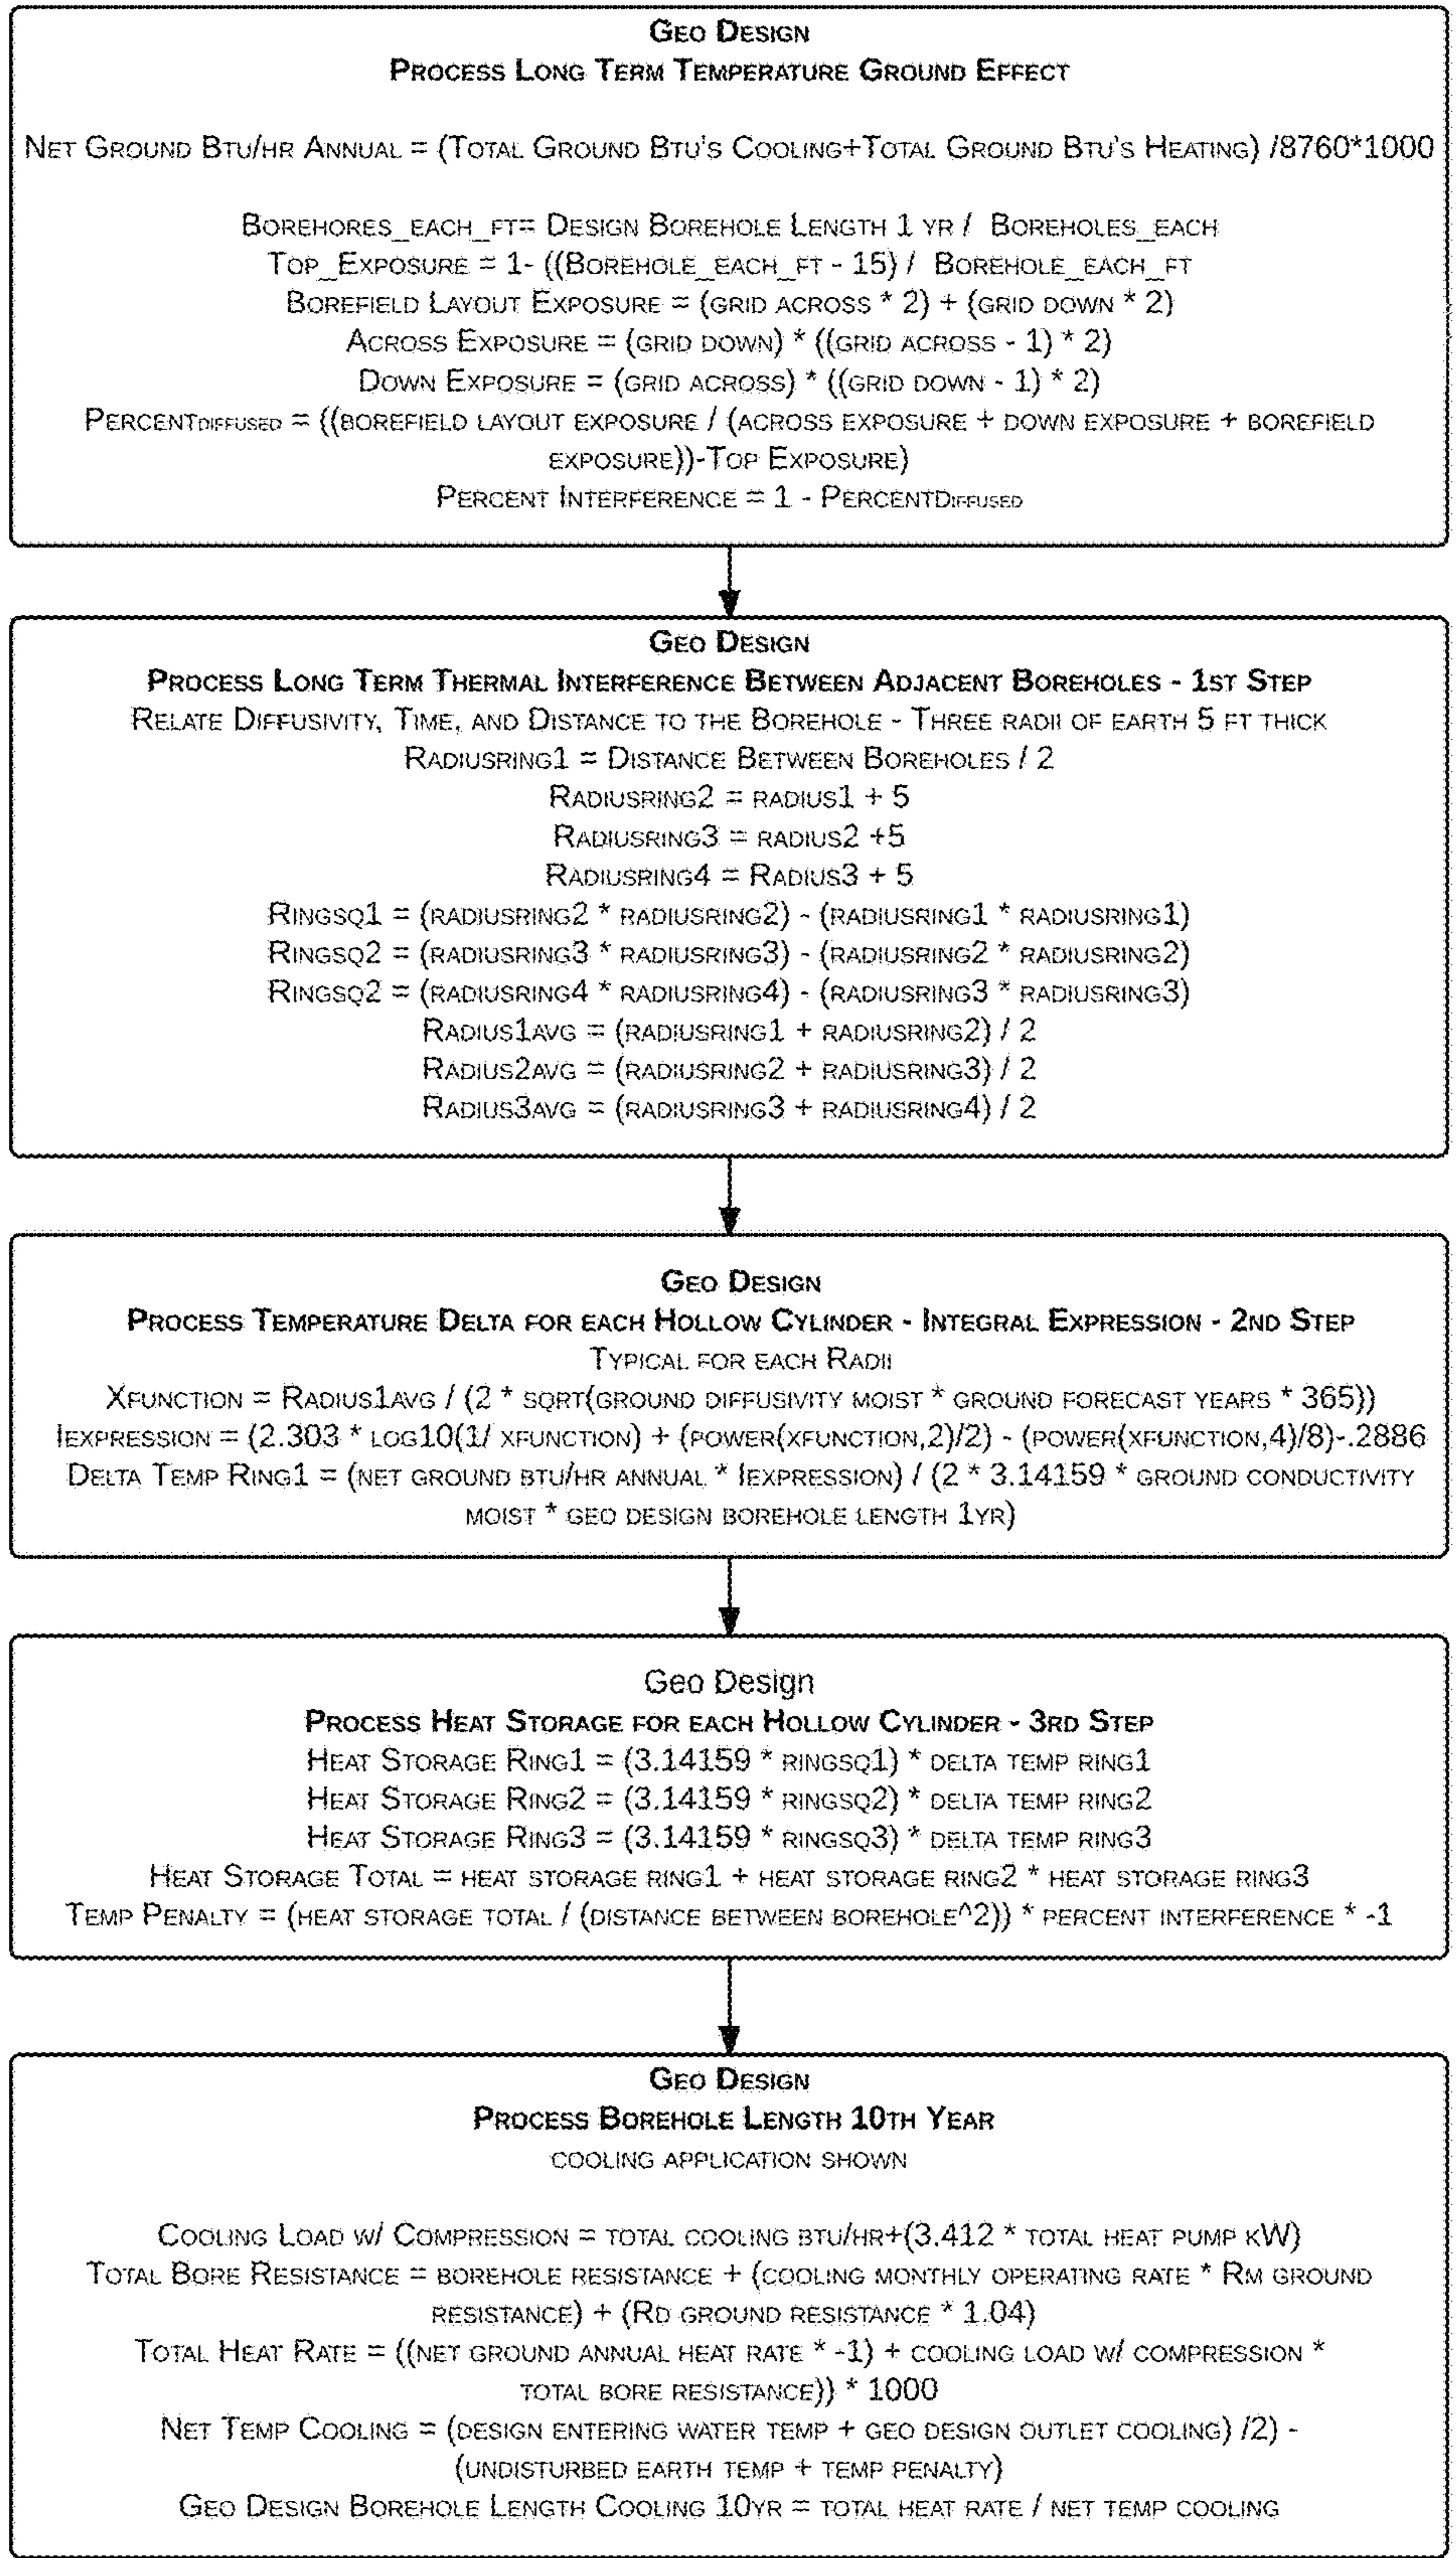 Geo Design
Process Long Term Temperature Ground Effect
Net Ground Btu/hr Annual = (Total Ground Btu's Cooling+Total Ground Btu's Heating) /8760*1000
Borehores_each_ft= Design Borehole Length 1 yr / Boreholes_each
Top_Exposure = 1- ((Borehole_each_ft - 15) / Borehole_each_ft
Borefield Layout Exposure = (grid across * 2) + (grid down * 2)
Across Exposure = (grid down) * ((grid across - 1) * 2)
Down Exposure = (grid across) * ((grid down - 1) * 2)
PercentDiffused = ((borefield layout exposure / (across exposure + down exposure + borefield
exposure))-Top Exposure)
Percent Interference = 1 - PercentDiffused
Geo Design
Process Long Term Thermal Interference Between Adjacent Boreholes - 1st Step
Relate Diffusivity, Time, and Distance to the Borehole - Three radii of earth 5 ft thick
Radiusring1 = Distance Between Boreholes / 2
Radiusring2 = radius1 + 5
Radiusring3 = radius2 +5
Radiusring4 = Radius3 + 5
Ringsq1 = (radiusring2 * radiusring2) - (radiusring1 * radiusring1)
Ringsq2 = (radiusring3 * radiusring3) - (radiusring2 * radiusring2)
Ringsq2 = (radiusring4 * radiusring4) - (radiusring3 * radiusring3)
Radius1avg = (radiusring1 + radiusring2) / 2
Radius2avg = (radiusring2 + radiusring3) / 2
Radius3avg = (radiusring3 + radiusring4) / 2
Geo Design
Process Temperature Delta for each Hollow Cylinder - Integral Expression - 2nd Step
Typical for each Radii
Xfunction = Radius1avg / (2 * sqrt(ground diffusivity moist * ground forecast years * 365))
Iexpression = (2.303 * log10(1/ xfunction) + (power(xfunction,2)/2) - (power(xfunction,4)/8)-.2886
Delta Temp Ring1 = (net ground btu/hr annual * Iexpression) / (2 * 3.14159 * ground conductivity
moist * geo design borehole length 1yr)
Geo Design
Process Heat Storage for each Hollow Cylinder - 3rd Step
Heat Storage Ring1 = (3.14159 * ringsq1) * delta temp ring1
Heat Storage Ring2 = (3.14159 * ringsq2) * delta temp ring2
Heat Storage Ring3 = (3.14159 * ringsq3) * delta temp ring3
Heat Storage Total = heat storage ring1 + heat storage ring2 * heat storage ring3
Temp Penalty = (heat storage total / (distance between borehole^2)) * percent interference * -1
Geo Design
Process Borehole Length 10th Year
cooling application shown
Cooling Load w/ Compression = total cooling btu/hr+(3.412 * total heat pump kW)
Total Bore Resistance = borehole resistance + (cooling monthly operating rate * Rm ground
resistance) + (Rd ground resistance * 1.04)
Total Heat Rate = ((net ground annual heat rate * -1) + cooling load w/ compression *
total bore resistance)) * 1000
Net Temp Cooling = (design entering water temp + geo design outlet cooling) /2) -
(undisturbed earth temp + temp penalty)
Geo Design Borehole Length Cooling 10yr = total heat rate / net temp cooling